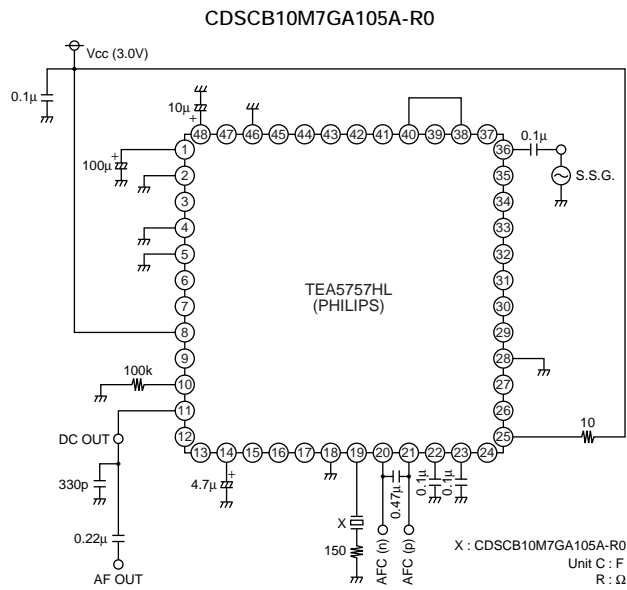 CDSCB10M7GA105A-R0
Vcc (3.0V)
0.1μ
10μ
+
48 47 46 45 44 43 42 41 40 39 38 37
0.1μ
S.S.G.
100μ
+
1
2
3
4
5
6
7
8
9
10
11
12
36
35
34
33
32
31
30
29
28
27
26
25
TEA5757HL
(PHILIPS)
100k
10
DC OUT
13 14 15 16 17 18 19 20 21 22 23 24
330p
4.7μ
+
0.47μ
0.1μ
0.1μ
X
0.22μ
150
AFC (n)
AFC (p)
AF OUT
X : CDSCB10M7GA105A-R0
Unit C : F
R : Ω